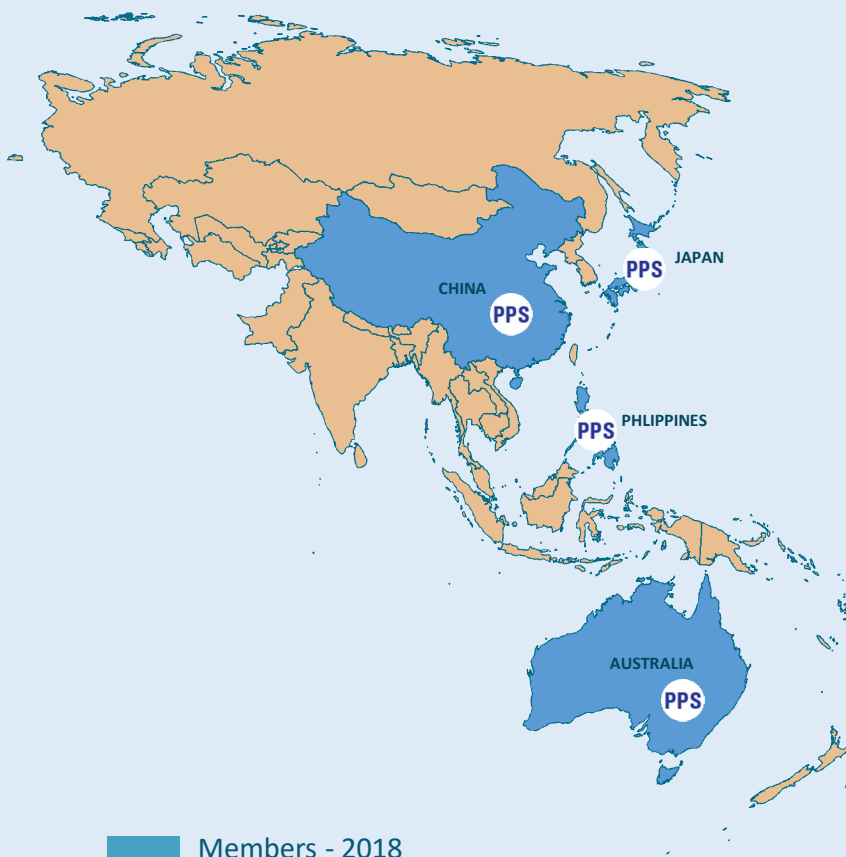 JAPAN
PPS
CHINA
PPS
PHLIPPINES
PPS
AUSTRALIA
PPS
Members - 2018